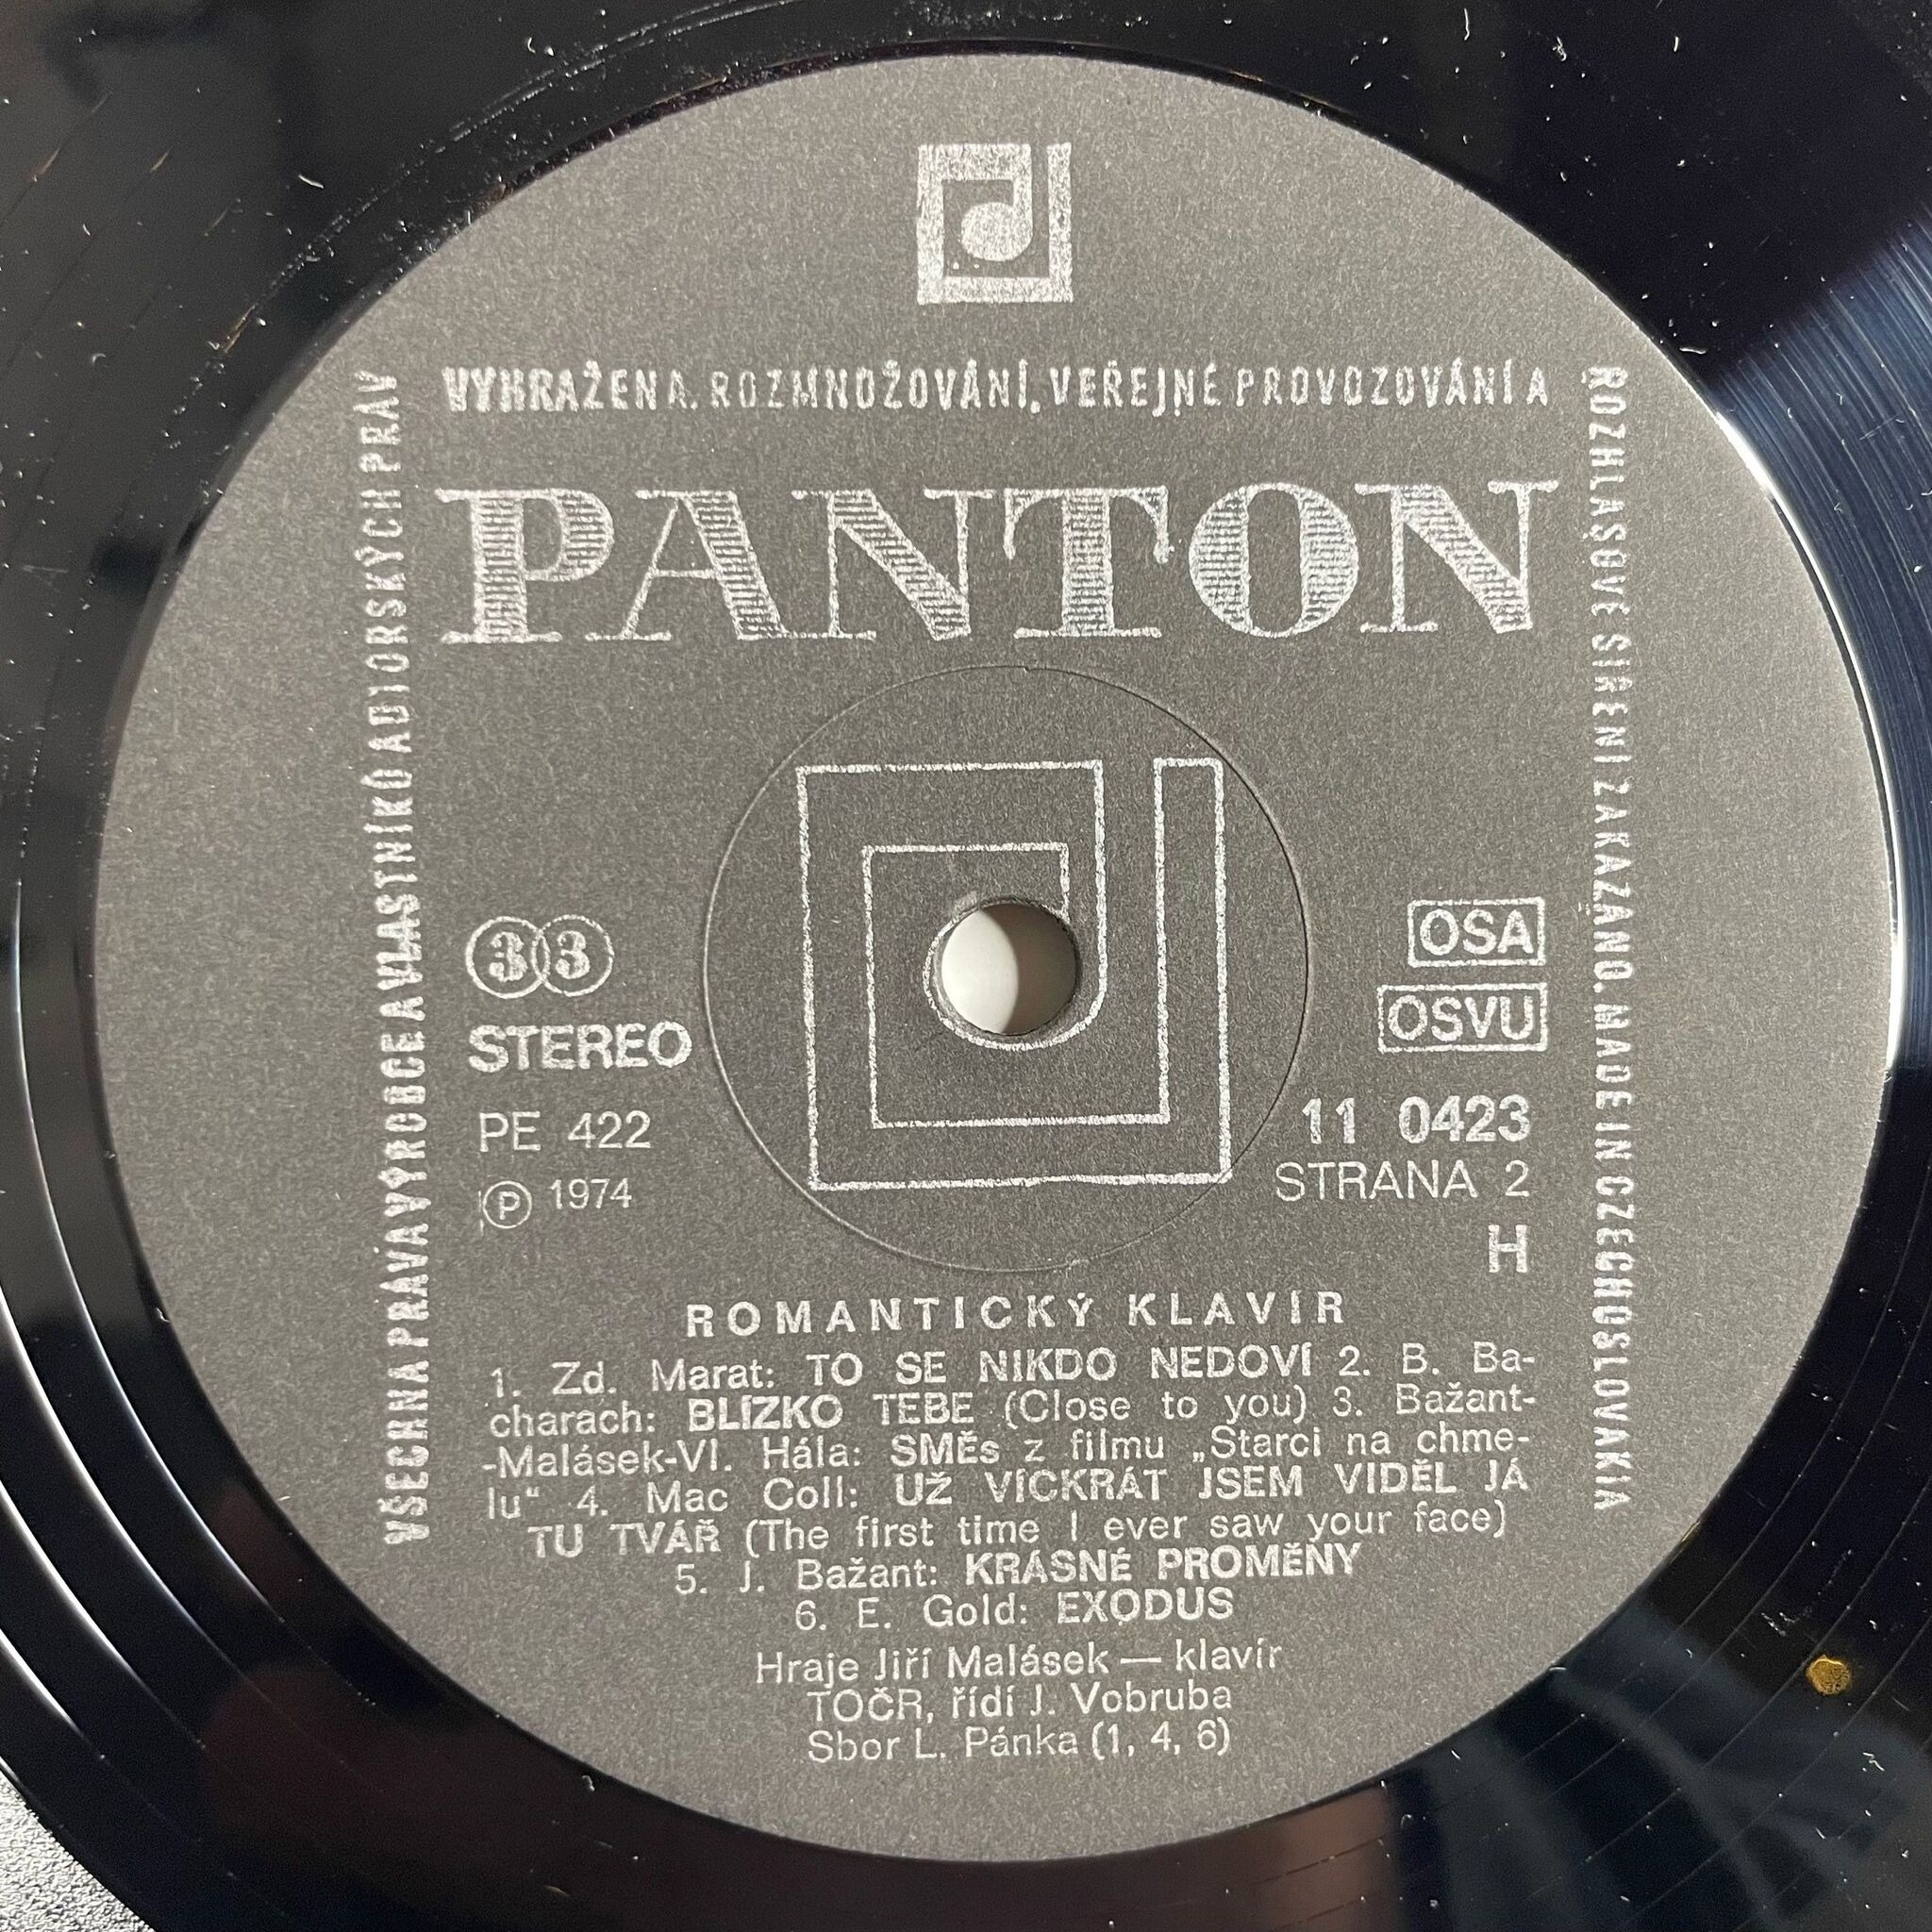 VŠECHNA PRÁVA VÝROBCE A VLASTNÍKŮ AUTORSKÝCH PRÁV
VYHRAŽENA. ROZMNOŽOVÁNÍ, VEŘEJNÉ PROVOZOVÁNÍ A
ROZHLASOVÉ ŠÍŘENÍ ZAKÁZÁNO. MADE IN CZECHOSLOVAKIA
PANTON
33
STEREO
PE 422
Ⓟ 1974
OSA
OSVU
11 0423
STRANA 2
H
ROMANTICKÝ KLAVÍR
1. Zd. Marat: TO SE NIKDO NEDOVÍ 2. B. Ba-
charach: BLÍZKO TEBE (Close to you) 3. Bažant-
-Malásek-Vl. Hála: SMĚs z filmu „Starci na chme-
lu“ 4. Mac Coll: UŽ VÍCKRÁT JSEM VIDĚL JÁ
TU TVÁŘ (The first time I ever saw your face)
5. J. Bažant: KRÁSNÉ PROMĚNY
6. E. Gold: EXODUS
Hraje Jiří Malásek — klavír
TOČR, řídí J. Vobruba
Sbor L. Pánka (1, 4, 6)